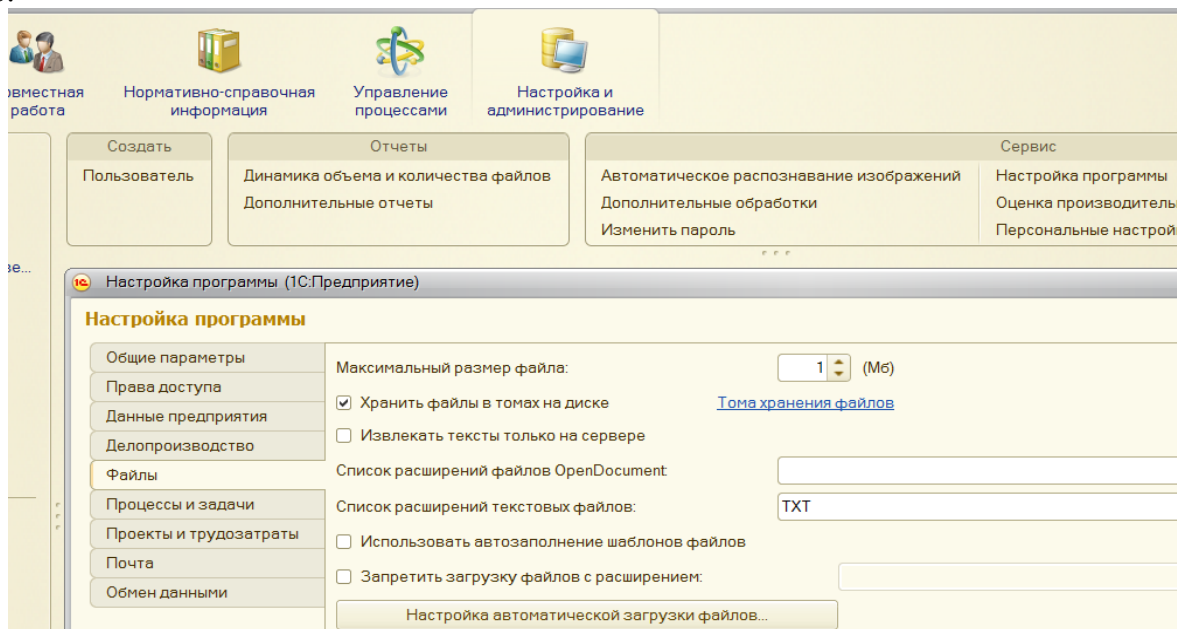 Нормативно-справочная
информация
Управление
процессами
Настройка и
администрирование
работа
Создать
Пользователь
Отчеты
Динамика объема и количества файлов
Дополнительные отчеты
Сервис
Автоматическое распознавание изображений
Дополнительные обработки
Изменить пароль
Настройка программы
Оценка
Персональные
Настройка программы (1С:Предприятие)
Настройка программы
Общие параметры
Права доступа
Данные предприятия
Делопроизводство
Файлы
Процессы и задачи
Проекты и трудозатраты
Почта
Обмен данными
Максимальный размер файла: 1 (Мб)
Хранить файлы в томах на диске Тома хранения файлов
Извлекать тексты только на сервере
Список расширений файлов OpenDocument:
Список расширений текстовых файлов: TXT
Использовать автозаполнение шаблонов файлов
Запретить загрузку файлов с расширением:
Настройка автоматической загрузки файлов...